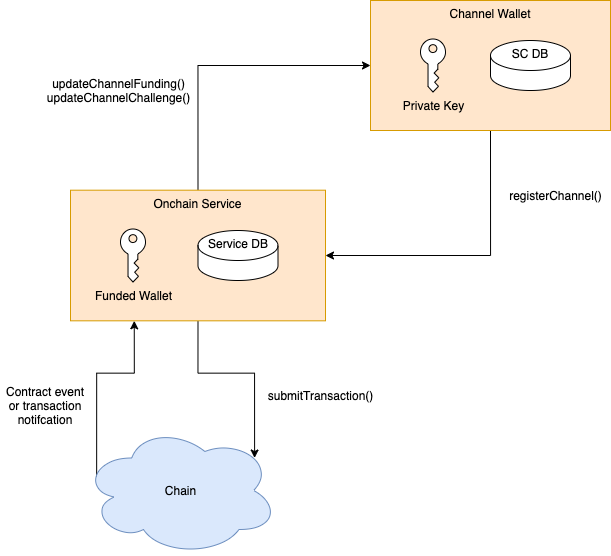 Channel Wallet
SC DB
Private Key
updateChannelFunding()
updateChannelChallenge()
registerChannel()
Onchain Service
Service DB
Funded Wallet
Contract event
or transaction
notifcation
submitTransaction()
Chain